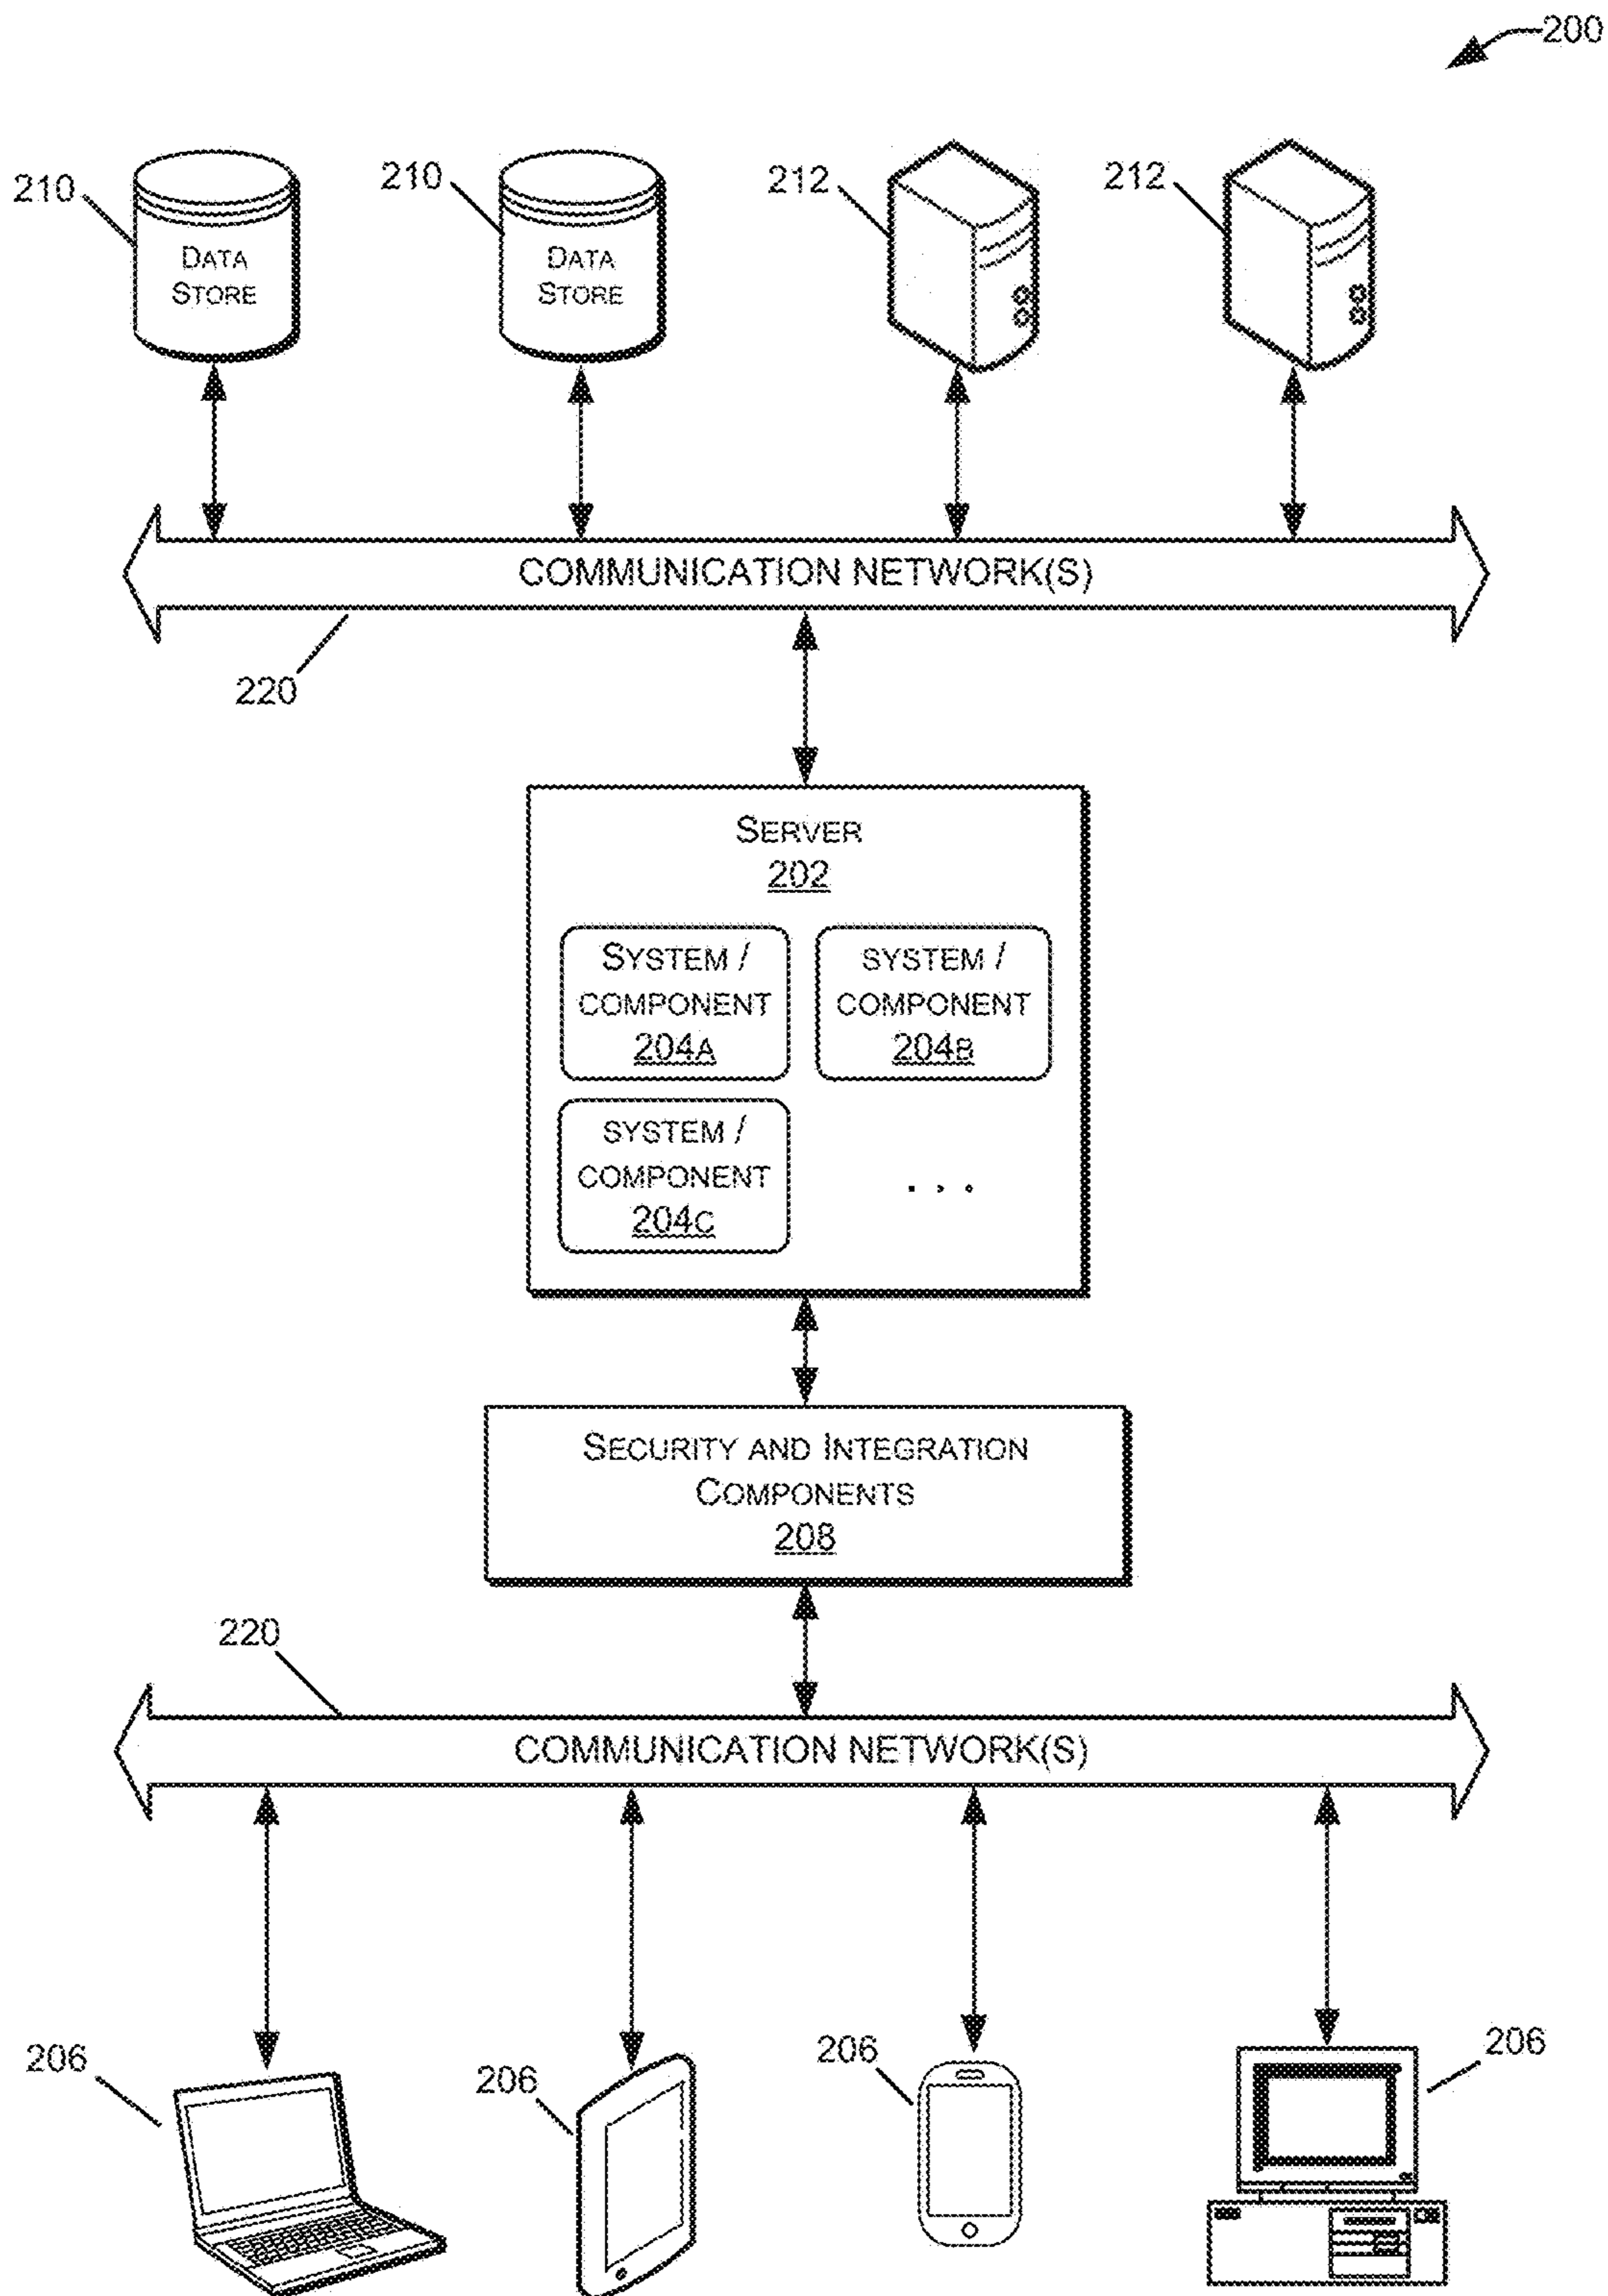 200
210
210
212
212
DATA
STORE
DATA
STORE
COMMUNICATION NETWORK(S)
220
SERVER
202
SYSTEM /
COMPONENT
204A
SYSTEM /
COMPONENT
204B
SYSTEM /
COMPONENT
204C
. . .
SECURITY AND INTEGRATION
COMPONENTS
208
220
COMMUNICATION NETWORK(S)
206
206
206
206